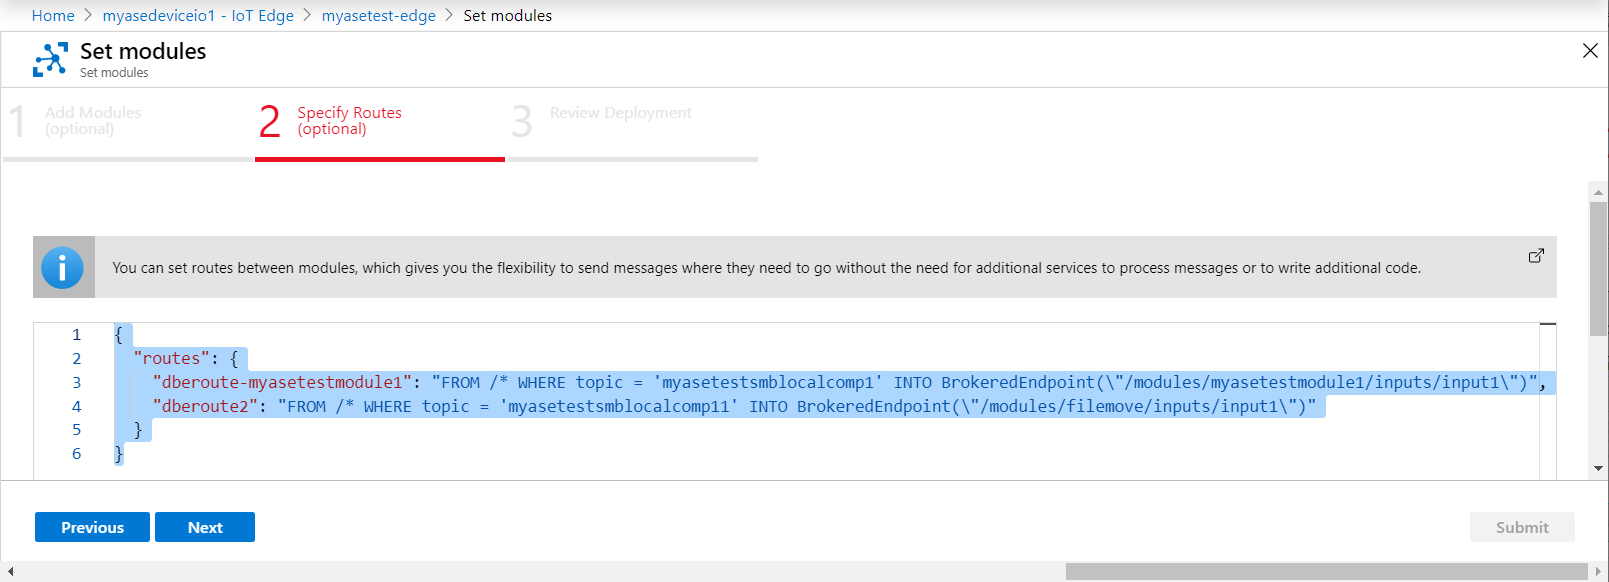 Home > myasedeviceio1 - IoT Edge > myasetest-edge > Set modules
Set modules
Set modules
1 Add Modules
(optional)
2 Specify Routes
(optional)
3 Review Deployment
You can set routes between modules, which gives you the flexibility to send messages where they need to go without the need for additional services to process messages or to write additional code.
1 {
2 "routes": {
3 "dberoute-myasetestmodule1": "FROM /* WHERE topic = 'myasetestsmblocalcomp1' INTO BrokeredEndpoint(\"/modules/myasetestmodule1/inputs/input1\")",
4 "dberoute2": "FROM /* WHERE topic = 'myasetestsmblocalcomp11' INTO BrokeredEndpoint(\"/modules/filemove/inputs/input1\")"
5 }
6 }
Previous Next Submit